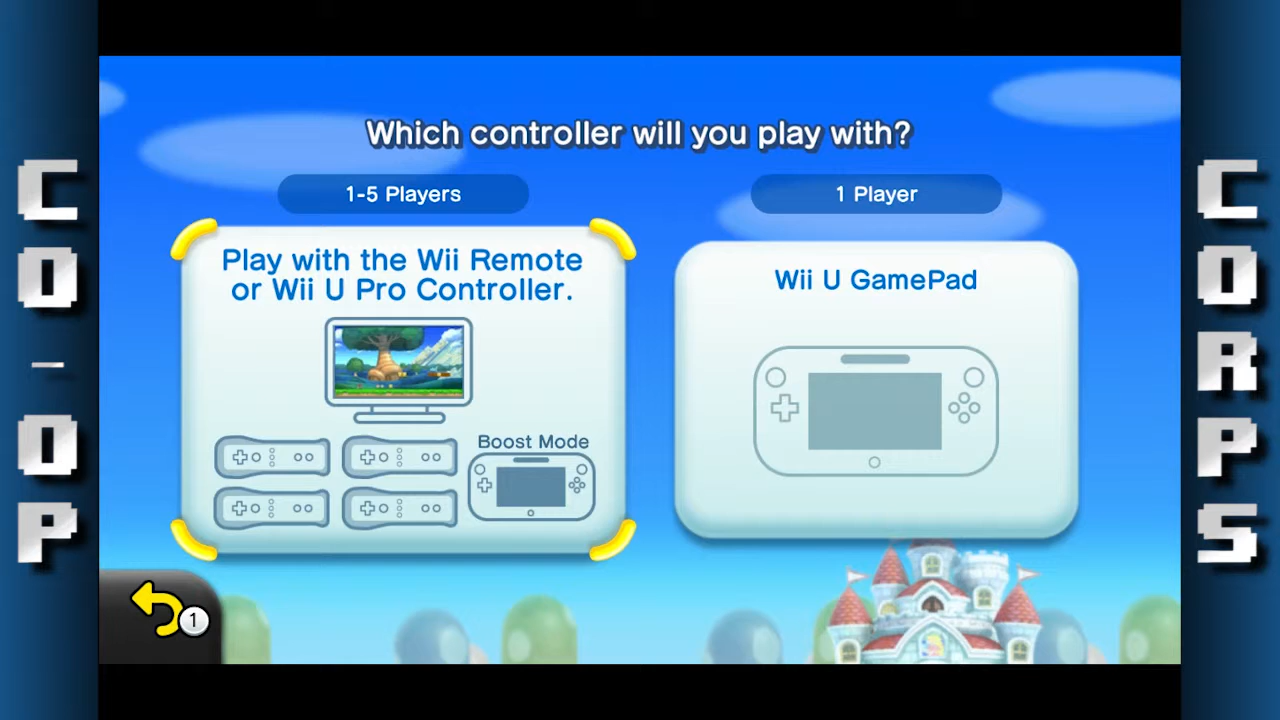 CO-OP
Which controller will you play with?
1-5 Players
Play with the Wii Remote
or Wii U Pro Controller.
Boost Mode
1 Player
Wii U GamePad
1
CORPS